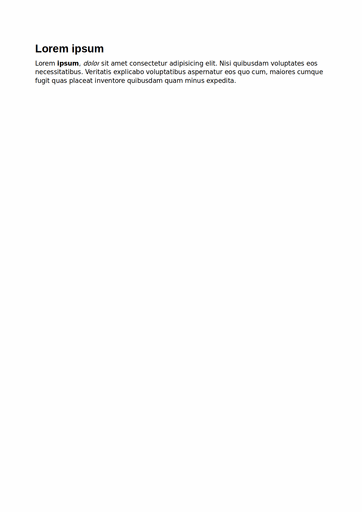 Lorem ipsum
Lorem ipsum, dolor sit amet consectetur adipisicing elit. Nisi quibusdam voluptates eos
necessitatibus. Veritatis explicabo voluptatibus aspernatur eos quo cum, maiores cumque
fugit quas placeat inventore quibusdam quam minus expedita.